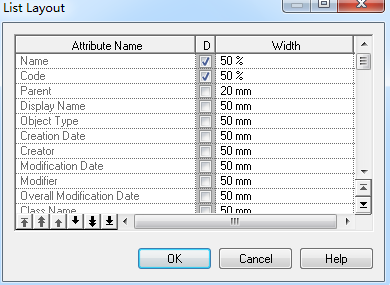 List Layout
Attribute Name D Width
Name 50 %
Code 50 %
Parent 20 mm
Display Name 50 mm
Object Type 50 mm
Creation Date 50 mm
Creator 50 mm
Modification Date 50 mm
Modifier 50 mm
Overall Modification Date 50 mm
Class Name 50 mm
OK Cancel Help